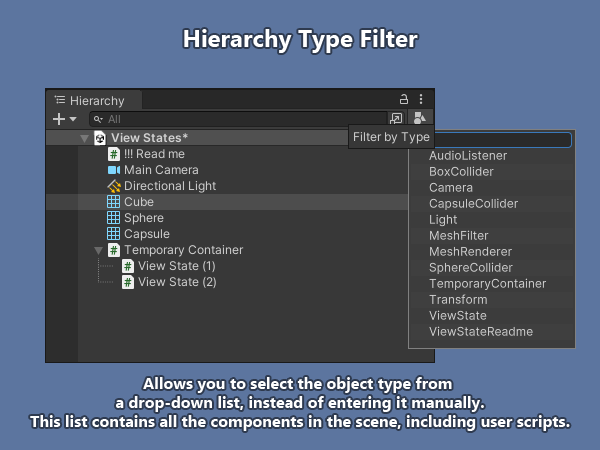 Hierarchy Type Filter
Hierarchy
All
View States*
Filter by Type
!!! Read me
Main Camera
Directional Light
Cube
Sphere
Capsule
Temporary Container
View State (1)
View State (2)
AudioListener
BoxCollider
Camera
CapsuleCollider
Light
MeshFilter
MeshRenderer
SphereCollider
TemporaryContainer
Transform
ViewState
ViewStateReadme
Allows you to select the object type from
a drop-down list, instead of entering it manually.
This list contains all the components in the scene, including user scripts.